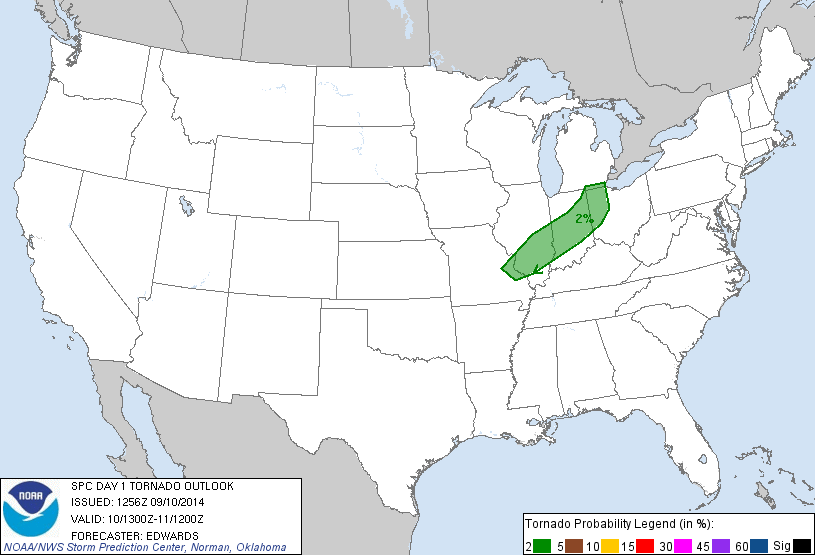 2%
NOAA
SPC DAY 1 TORNADO OUTLOOK
ISSUED: 1256Z 09/10/2014
VALID: 10/1300Z-11/1200Z
FORECASTER: EDWARDS
NOAA/NWS Storm Prediction Center, Norman, Oklahoma
Tornado Probability Legend (in %):
2 5 10 15 30 45 60 Sig